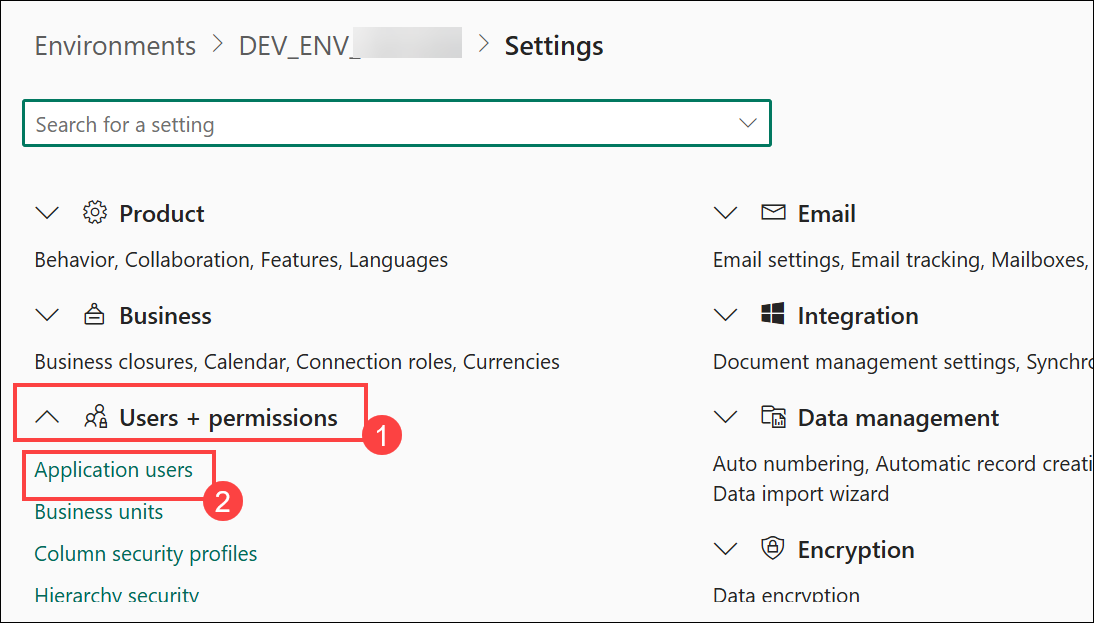 Environments > DEV_ENV_ > Settings
Search for a setting
Product
Behavior, Collaboration, Features, Languages
Business
Business closures, Calendar, Connection roles, Currencies
Users + permissions
1
Application users
2
Business units
Column security profiles
Hierarchy security
Email
Email settings, Email tracking, Mailboxes,
Integration
Document management settings, Synchro
Data management
Auto numbering, Automatic record creati
Data import wizard
Encryption
Data encryption